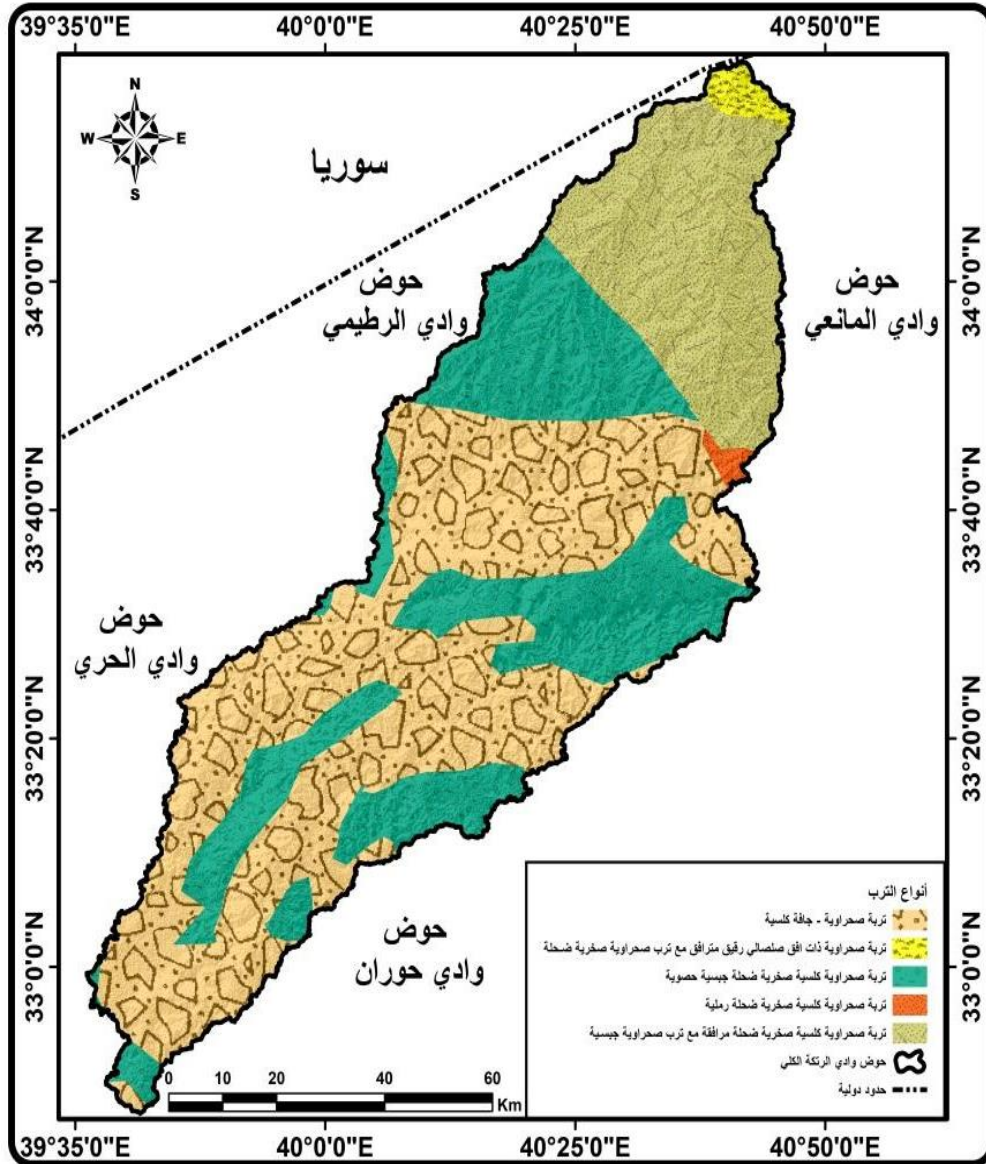 39°35'0"E 40°0'0"E 40°25'0"E 40°50'0"E
N
W E
S
سوريا
34°0'0"N
34°0'0"N
حوض
وادي الرطيمي
حوض
وادي المانعي
33°40'0"N
33°40'0"N
حوض
وادي الحري
33°20'0"N
33°20'0"N
حوض
وادي حوران
33°0'0"N
33°0'0"N
أنواع الترب
تربة صحراوية - جافة كلسية
تربة صحراوية ذات افق صلصالي رقيق مترافق مع ترب صحراوية صخرية ضحلة
تربة صحراوية كلسية صخرية ضحلة جبسية حصوية
تربة صحراوية كلسية صخرية ضحلة رملية
تربة صحراوية كلسية صخرية ضحلة مرافقة مع ترب صحراوية جبسية
حوض وادي الرتكة الكلي
حدود دولية
0 10 20 40 60
Km
39°35'0"E 40°0'0"E 40°25'0"E 40°50'0"E